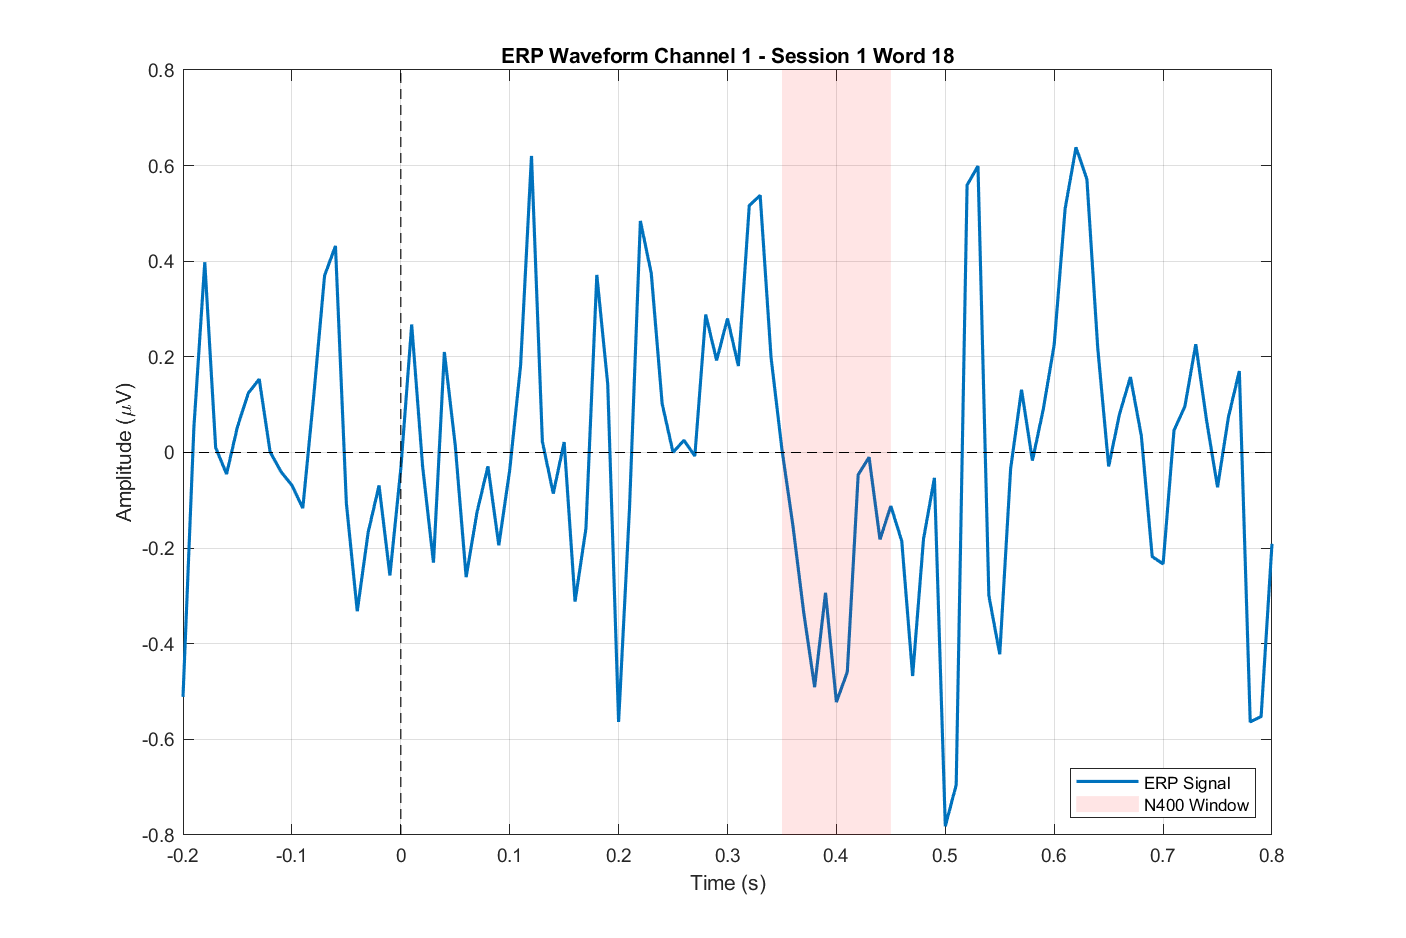 ERP Waveform Channel 1 - Session 1 Word 18
0.8
0.6
0.4
0.2
0
-0.2
-0.4
-0.6
-0.8
Amplitude (μV)
ERP Signal
N400 Window
-0.2 -0.1 0 0.1 0.2 0.3 0.4 0.5 0.6 0.7 0.8
Time (s)